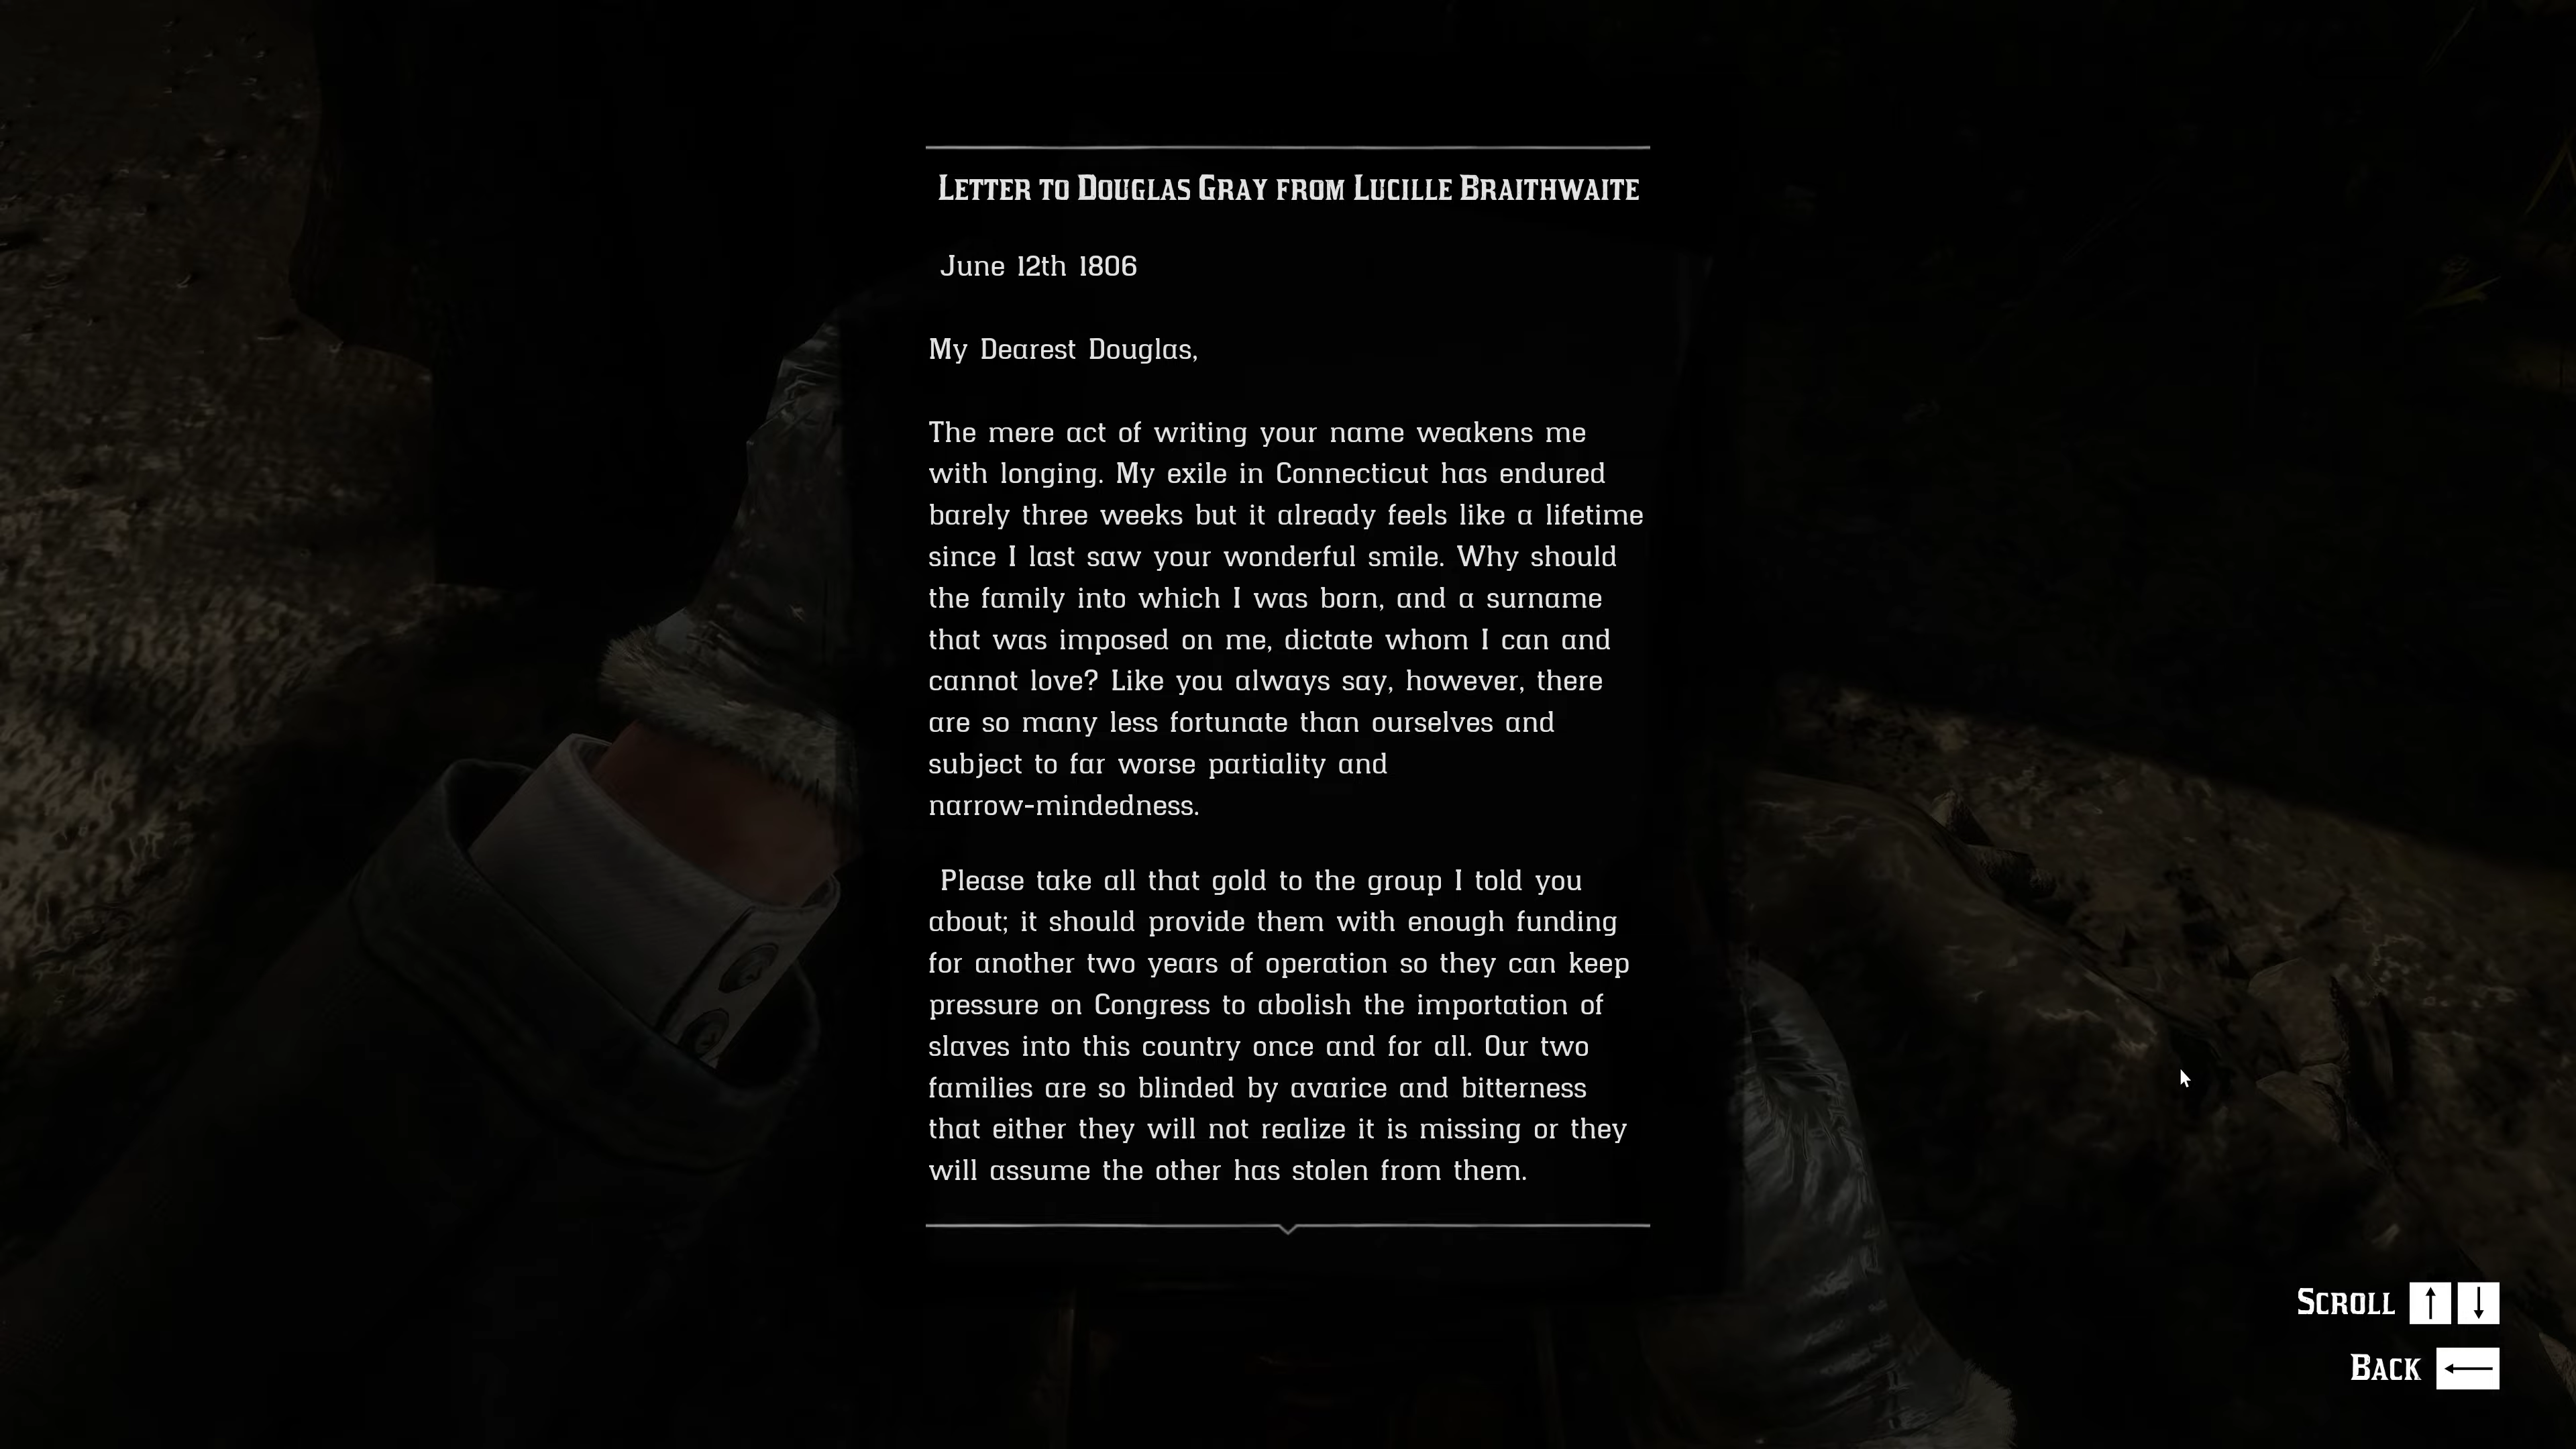 Letter to Douglas Gray from Lucille Braithwaite
June 12th 1806
My Dearest Douglas,
The mere act of writing your name weakens me
with longing. My exile in Connecticut has endured
barely three weeks but it already feels like a lifetime
since I last saw your wonderful smile. Why should
the family into which I was born, and a surname
that was imposed on me, dictate whom I can and
cannot love? Like you always say, however, there
are so many less fortunate than ourselves and
subject to far worse partiality and
narrow-mindedness.
Please take all that gold to the group I told you
about; it should provide them with enough funding
for another two years of operation so they can keep
pressure on Congress to abolish the importation of
slaves into this country once and for all. Our two
families are so blinded by avarice and bitterness
that either they will not realize it is missing or they
will assume the other has stolen from them.
Scroll
Back